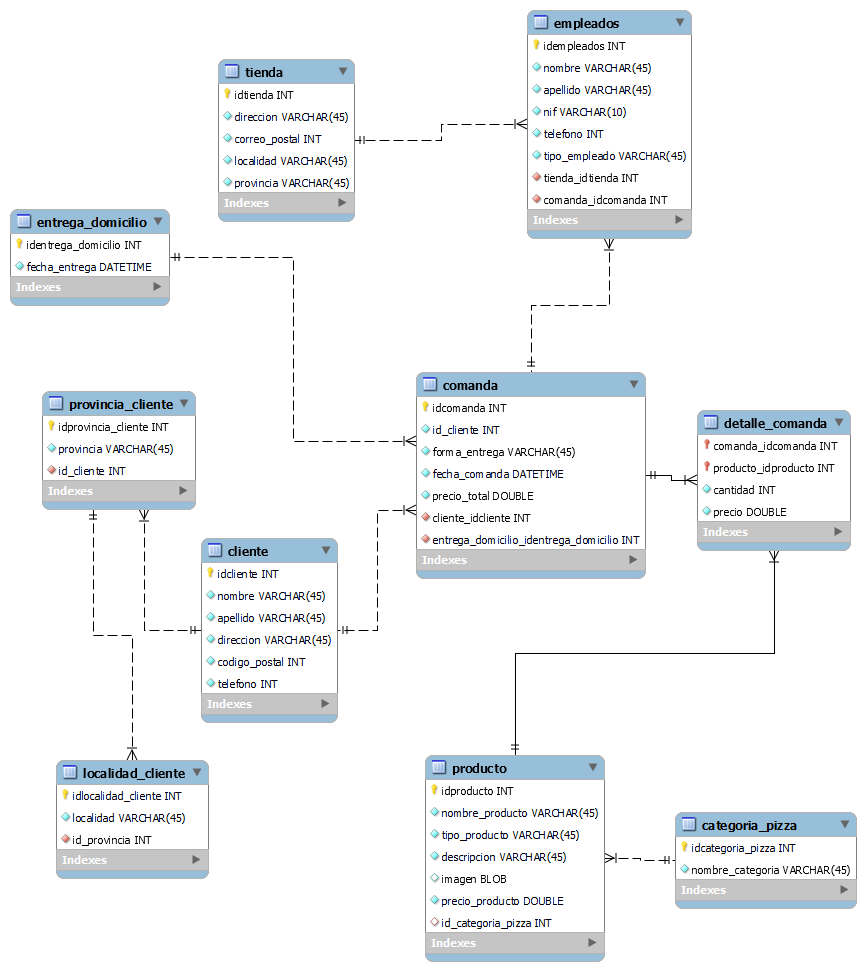 empleados
idempleados INT
nombre VARCHAR(45)
apellido VARCHAR(45)
nif VARCHAR(10)
telefono INT
tipo_empleado VARCHAR(45)
tienda_idtienda INT
comanda_idcomanda INT
Indexes
tienda
idtienda INT
direccion VARCHAR(45)
correo_postal INT
localidad VARCHAR(45)
provincia VARCHAR(45)
Indexes
entrega_domicilio
identrega_domicilio INT
fecha_entrega DATETIME
Indexes
comanda
idcomanda INT
id_cliente INT
forma_entrega VARCHAR(45)
fecha_comanda DATETIME
precio_total DOUBLE
cliente_idcliente INT
entrega_domicilio_identrega_domicilio INT
Indexes
provincia_cliente
idprovincia_cliente INT
provincia VARCHAR(45)
id_cliente INT
Indexes
detalle_comanda
comanda_idcomanda INT
producto_idproducto INT
cantidad INT
precio DOUBLE
Indexes
cliente
idcliente INT
nombre VARCHAR(45)
apellido VARCHAR(45)
direccion VARCHAR(45)
codigo_postal INT
telefono INT
Indexes
localidad_cliente
idlocalidad_cliente INT
localidad VARCHAR(45)
id_provincia INT
Indexes
producto
idproducto INT
nombre_producto VARCHAR(45)
tipo_producto VARCHAR(45)
descripcion VARCHAR(45)
imagen BLOB
precio_producto DOUBLE
id_categoria_pizza INT
Indexes
categoria_pizza
idcategoria_pizza INT
nombre_categoria VARCHAR(45)
Indexes